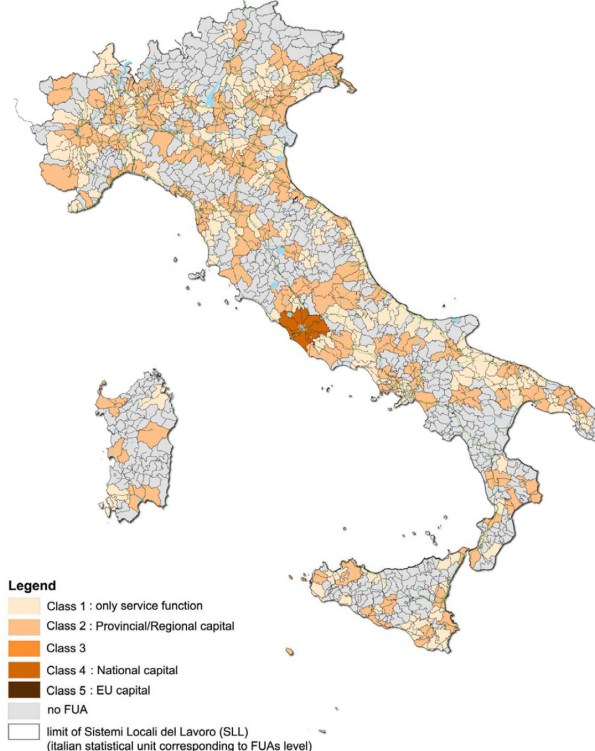 Legend
Class 1 : only service function
Class 2 : Provincial/Regional capital
Class 3
Class 4 : National capital
Class 5 : EU capital
no FUA
limit of Sistemi Locali del Lavoro (SLL)
(italian statistical unit corresponding to FUAs level)